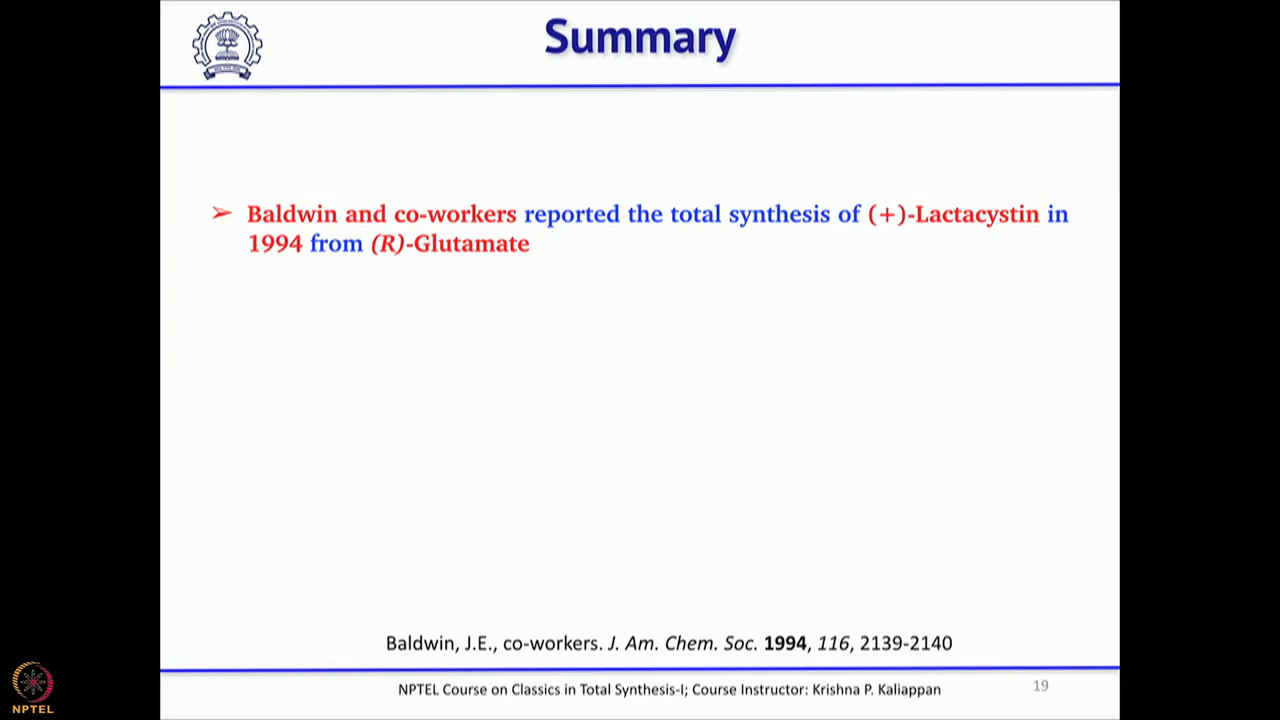 Summary
➢ Baldwin and co-workers reported the total synthesis of (+)-Lactacystin in
1994 from (R)-Glutamate
Baldwin, J.E., co-workers. J. Am. Chem. Soc. 1994, 116, 2139-2140
NPTEL Course on Classics in Total Synthesis-I; Course Instructor: Krishna P. Kaliappan
19
NPTEL